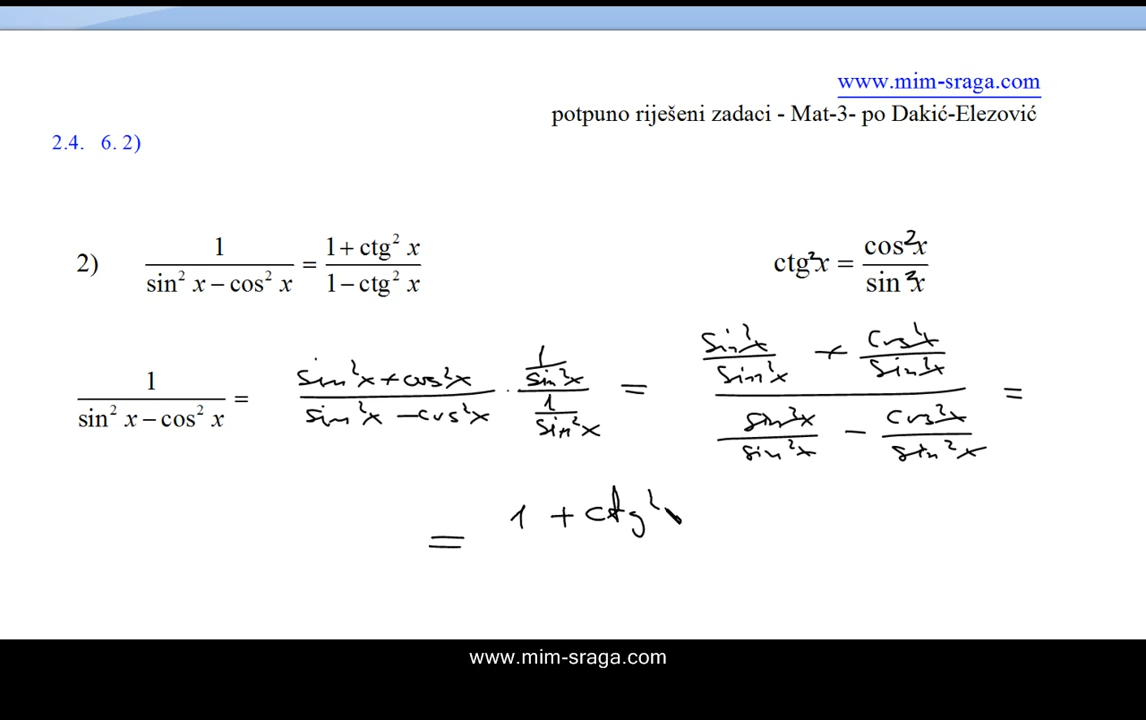 www.mim-sraga.com
potpuno riješeni zadaci - Mat-3- po Dakić-Elezović
2.4. 6. 2)
2) 1 / (sin² x − cos² x) = (1 + ctg² x) / (1 − ctg² x)
ctg²x = cos²x / sin²x
1 / (sin² x − cos² x) = (sin²x + cos²x) / (sin²x − cos²x) · (1 / sin²x) / (1 / sin²x) = (sin²x / sin²x + cos²x / sin²x) / (sin²x / sin²x − cos²x / sin²x) =
= 1 + ctg²
www.mim-sraga.com